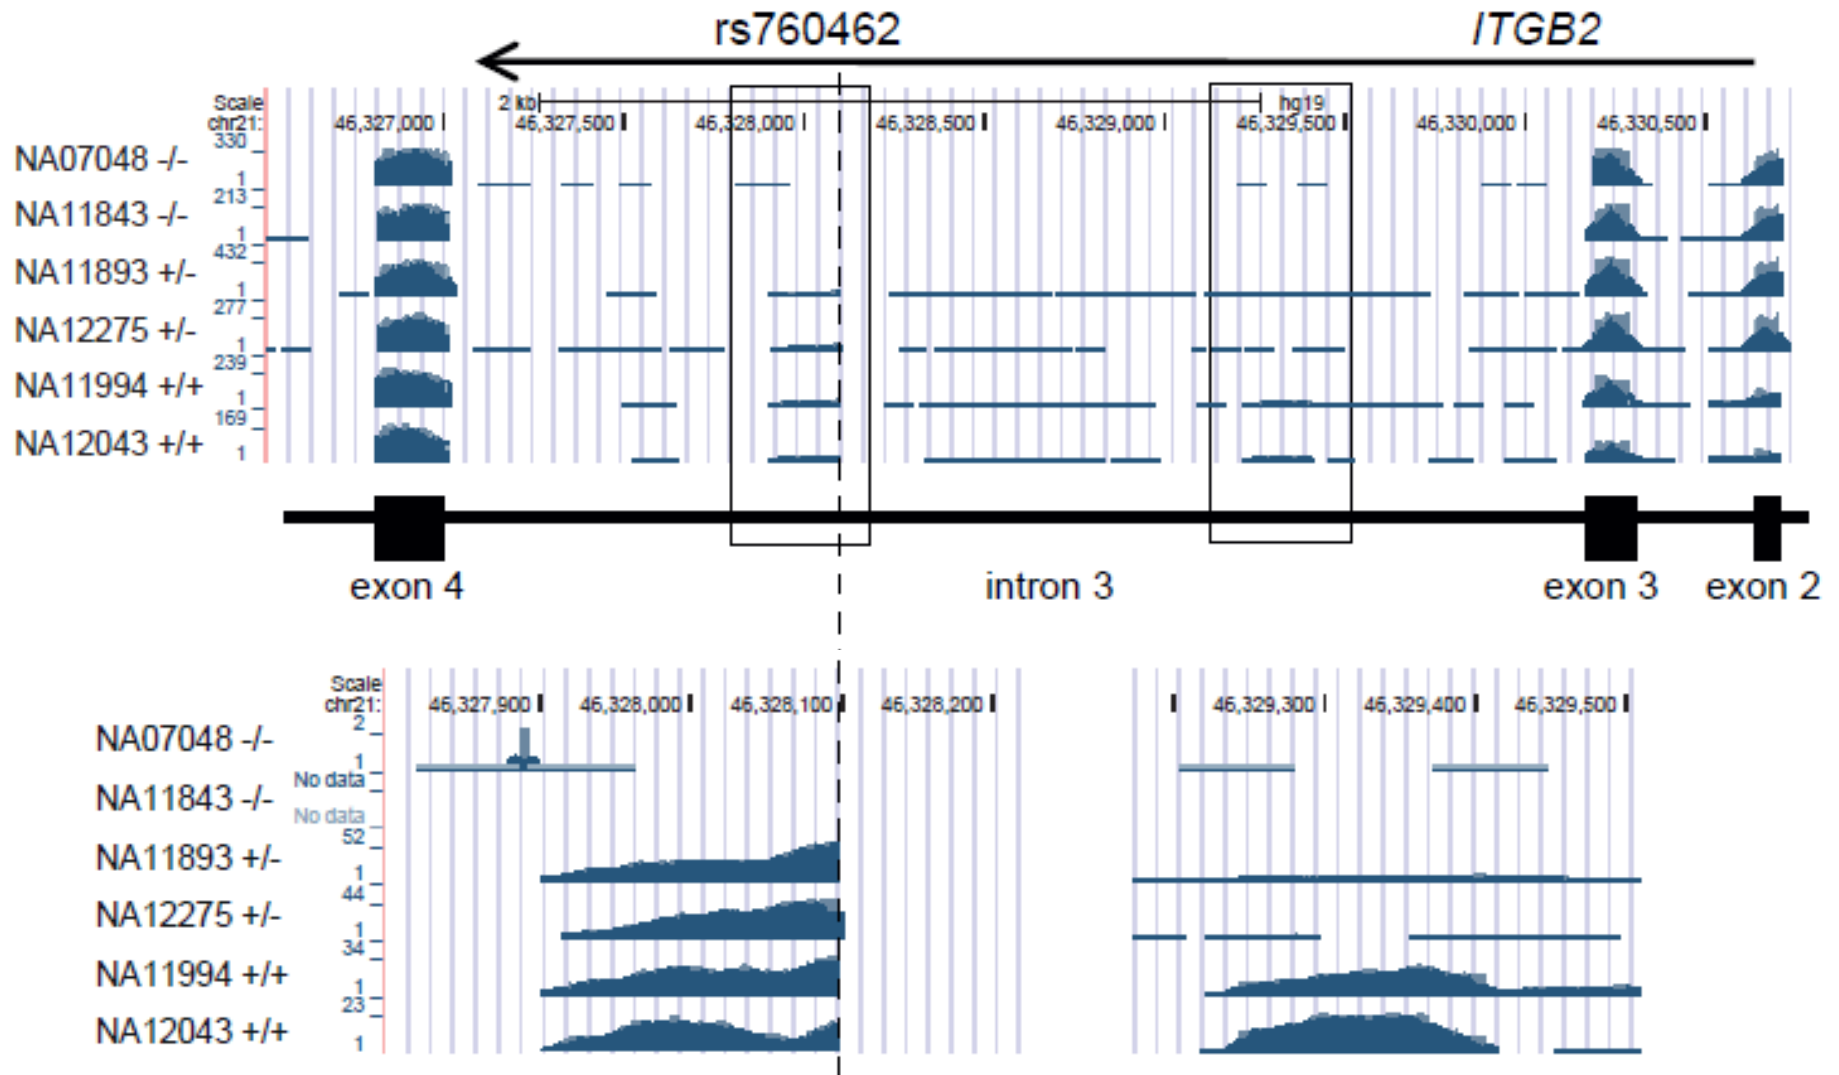 rs760462 ITGB2
Scale 2 kb hg19
chr21: 46,327,000 46,327,500 46,328,000 46,328,500 46,329,000 46,329,500 46,330,000 46,330,500
330
NA07048 -/-
1
213
NA11843 -/-
1
432
NA11893 +/-
1
277
NA12275 +/-
1
239
NA11994 +/+
1
169
NA12043 +/+
1
exon 4 intron 3 exon 3 exon 2
Scale
chr21: 46,327,900 46,328,000 46,328,100 46,328,200 46,329,300 46,329,400 46,329,500
2
NA07048 -/-
1
No data
NA11843 -/-
No data
52
NA11893 +/-
1
44
NA12275 +/-
1
34
NA11994 +/+
1
23
NA12043 +/+
1